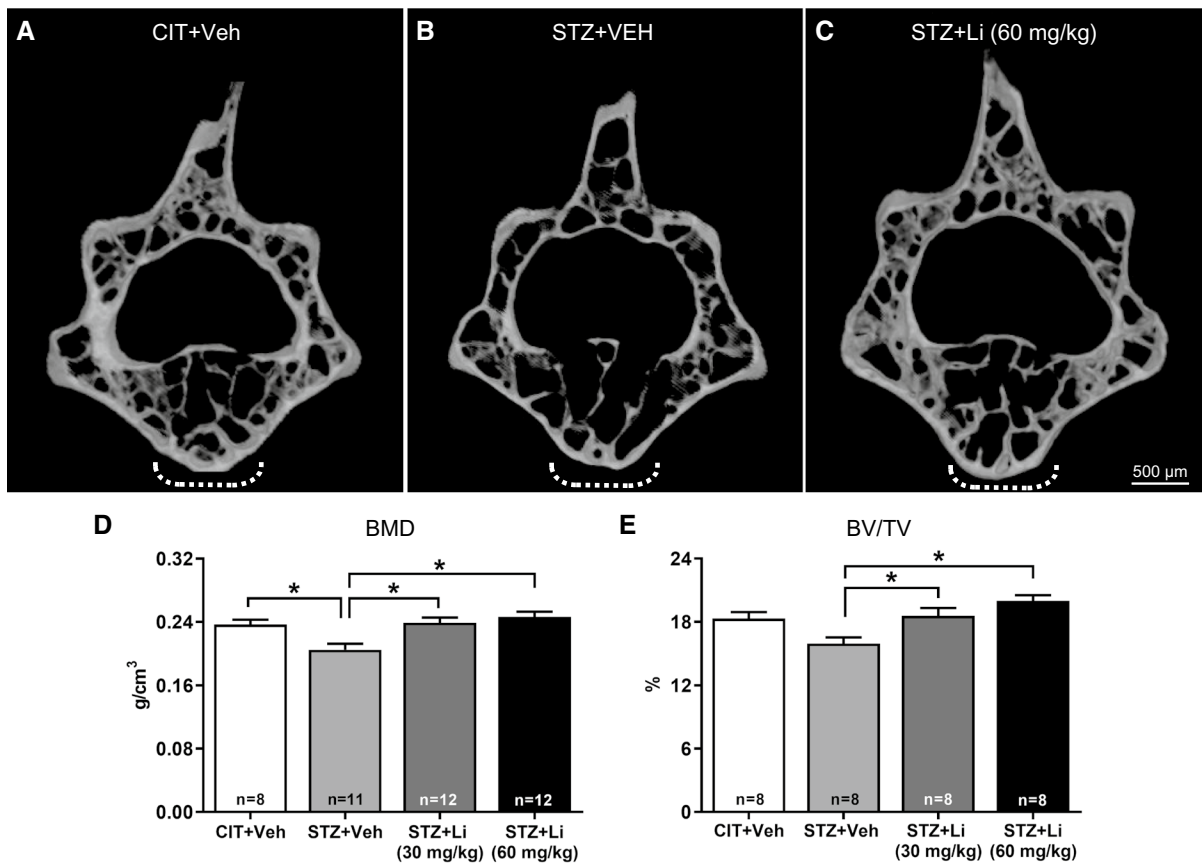 A CIT+Veh
B STZ+VEH
C STZ+Li (60 mg/kg)
500 µm
D BMD
0.32
0.24
0.16
0.08
0.00
g/cm³
* * *
n=8 n=11 n=12 n=12
CIT+Veh STZ+Veh STZ+Li STZ+Li
(30 mg/kg) (60 mg/kg)
E BV/TV
24
18
12
6
0
%
* *
n=8 n=8 n=8 n=8
CIT+Veh STZ+Veh STZ+Li STZ+Li
(30 mg/kg) (60 mg/kg)